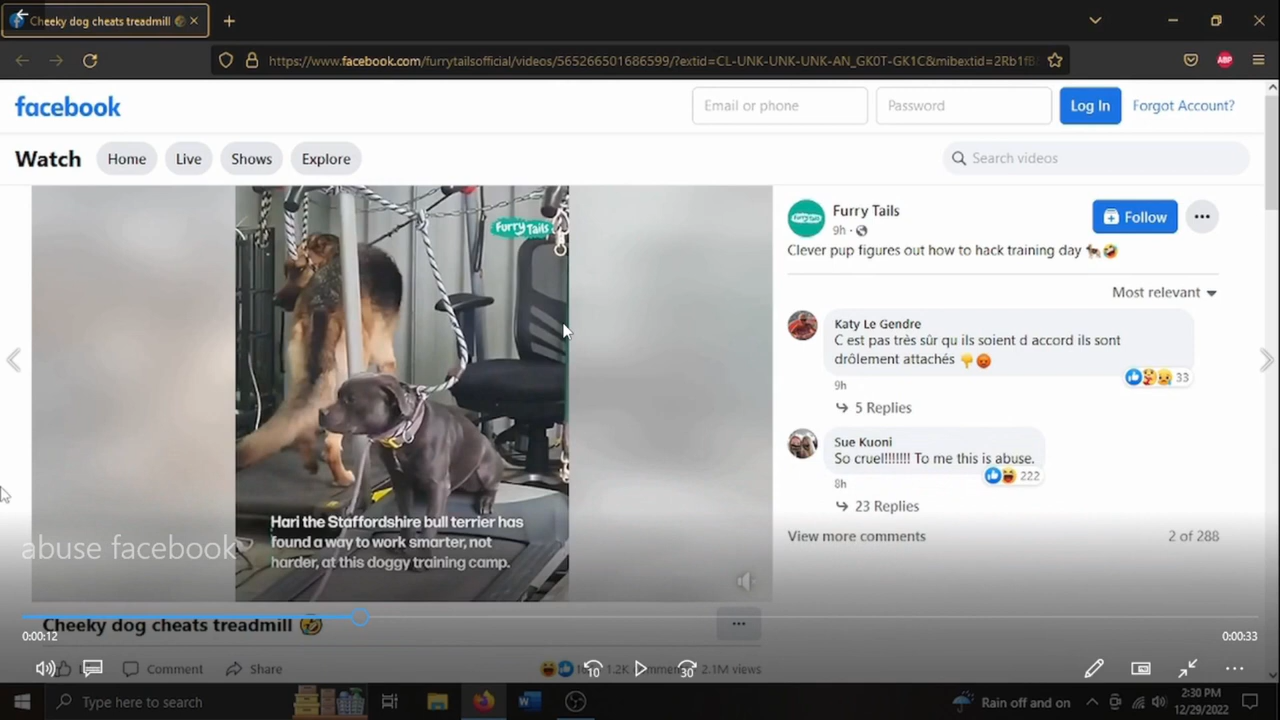 Cheeky dog cheats treadmill
https://www.facebook.com/furrytailsofficial/videos/565266501686599/?extid=CL-UNK-UNK-UNK-AN_GK0T-GK1C&mibextid=2Rb1fB
ABP
facebook
Email or phone
Password
Log In
Forgot Account?
Watch
Home
Live
Shows
Explore
Search videos
Furry Tails
Furry Tails
9h
Follow
Clever pup figures out how to hack training day
Most relevant
Katy Le Gendre
C est pas très sûr qu ils soient d accord ils sont
drôlement attachés
33
9h
5 Replies
Sue Kuoni
So cruel!!!!!!! To me this is abuse.
222
8h
23 Replies
View more comments
2 of 288
Hari the Staffordshire bull terrier has
found a way to work smarter, not
harder, at this doggy training camp.
abuse facebook
Cheeky dog cheats treadmill
0:00:12
0:00:33
Comment
Share
1.2K
2.1M views
10
30
Type here to search
Rain off and on
2:30 PM
12/29/2022